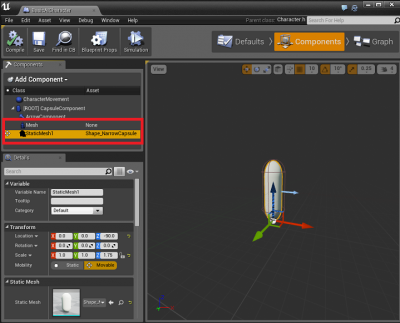 File Edit Asset View Debug Window Help
Parent class: Character
Search For Help
Compile Save Find in CB Blueprint Props Simulation
Defaults Components Graph
Components
Add Component
Class Asset
CharacterMovement
[ROOT] CapsuleComponent
ArrowComponent
Mesh None
StaticMesh1 Shape_NarrowCapsule
View
10 10° 0.25
Details
Search
Variable
Variable Name StaticMesh1
Tooltip
Category Default
Transform
Location X 0.0 Y 0.0 Z -90.0
Rotation X 0.0 Y 0.0 Z 0.0
Scale X 1.0 Y 1.0 Z 1.75
Mobility Static Movable
Static Mesh
Static Mesh